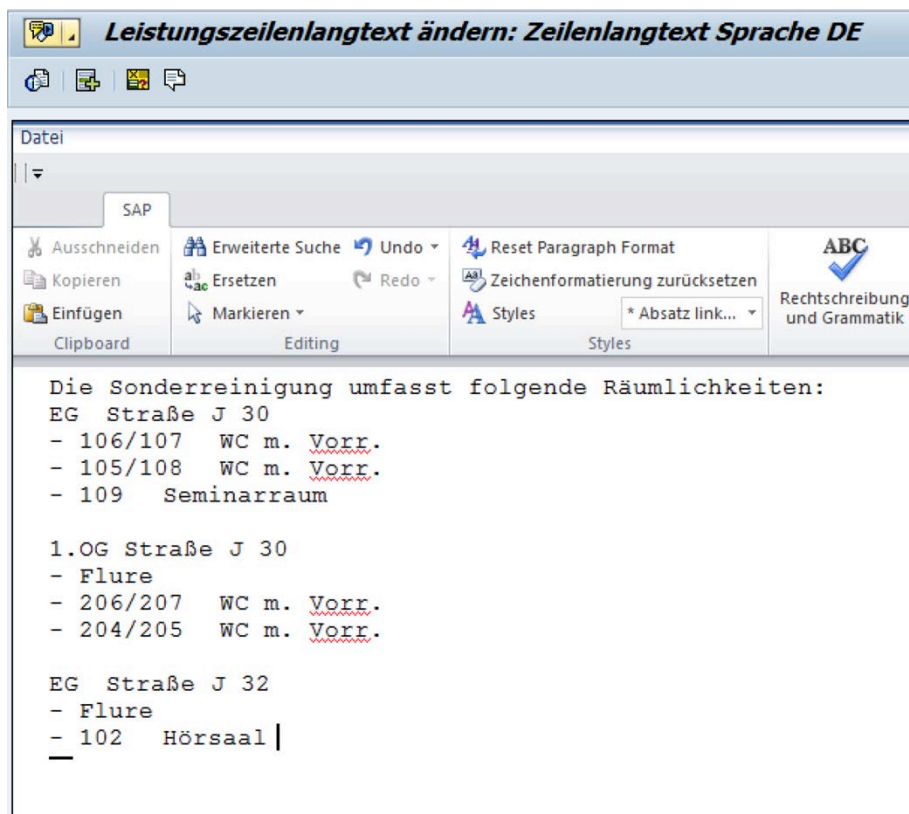 Leistungszeilenlangtext ändern: Zeilenlangtext Sprache DE
Datei
SAP
Ausschneiden
Kopieren
Einfügen
Clipboard
Erweiterte Suche
Ersetzen
Markieren
Undo
Redo
Editing
Reset Paragraph Format
Zeichenformatierung zurücksetzen
Styles
* Absatz link...
Styles
ABC
Rechtschreibung
und Grammatik
Die Sonderreinigung umfasst folgende Räumlichkeiten:
EG  Straße J 30
- 106/107   WC m. Vorr.
- 105/108   WC m. Vorr.
- 109   Seminarraum
1.OG Straße J 30
- Flure
- 206/207   WC m. Vorr.
- 204/205   WC m. Vorr.
EG  Straße J 32
- Flure
- 102   Hörsaal